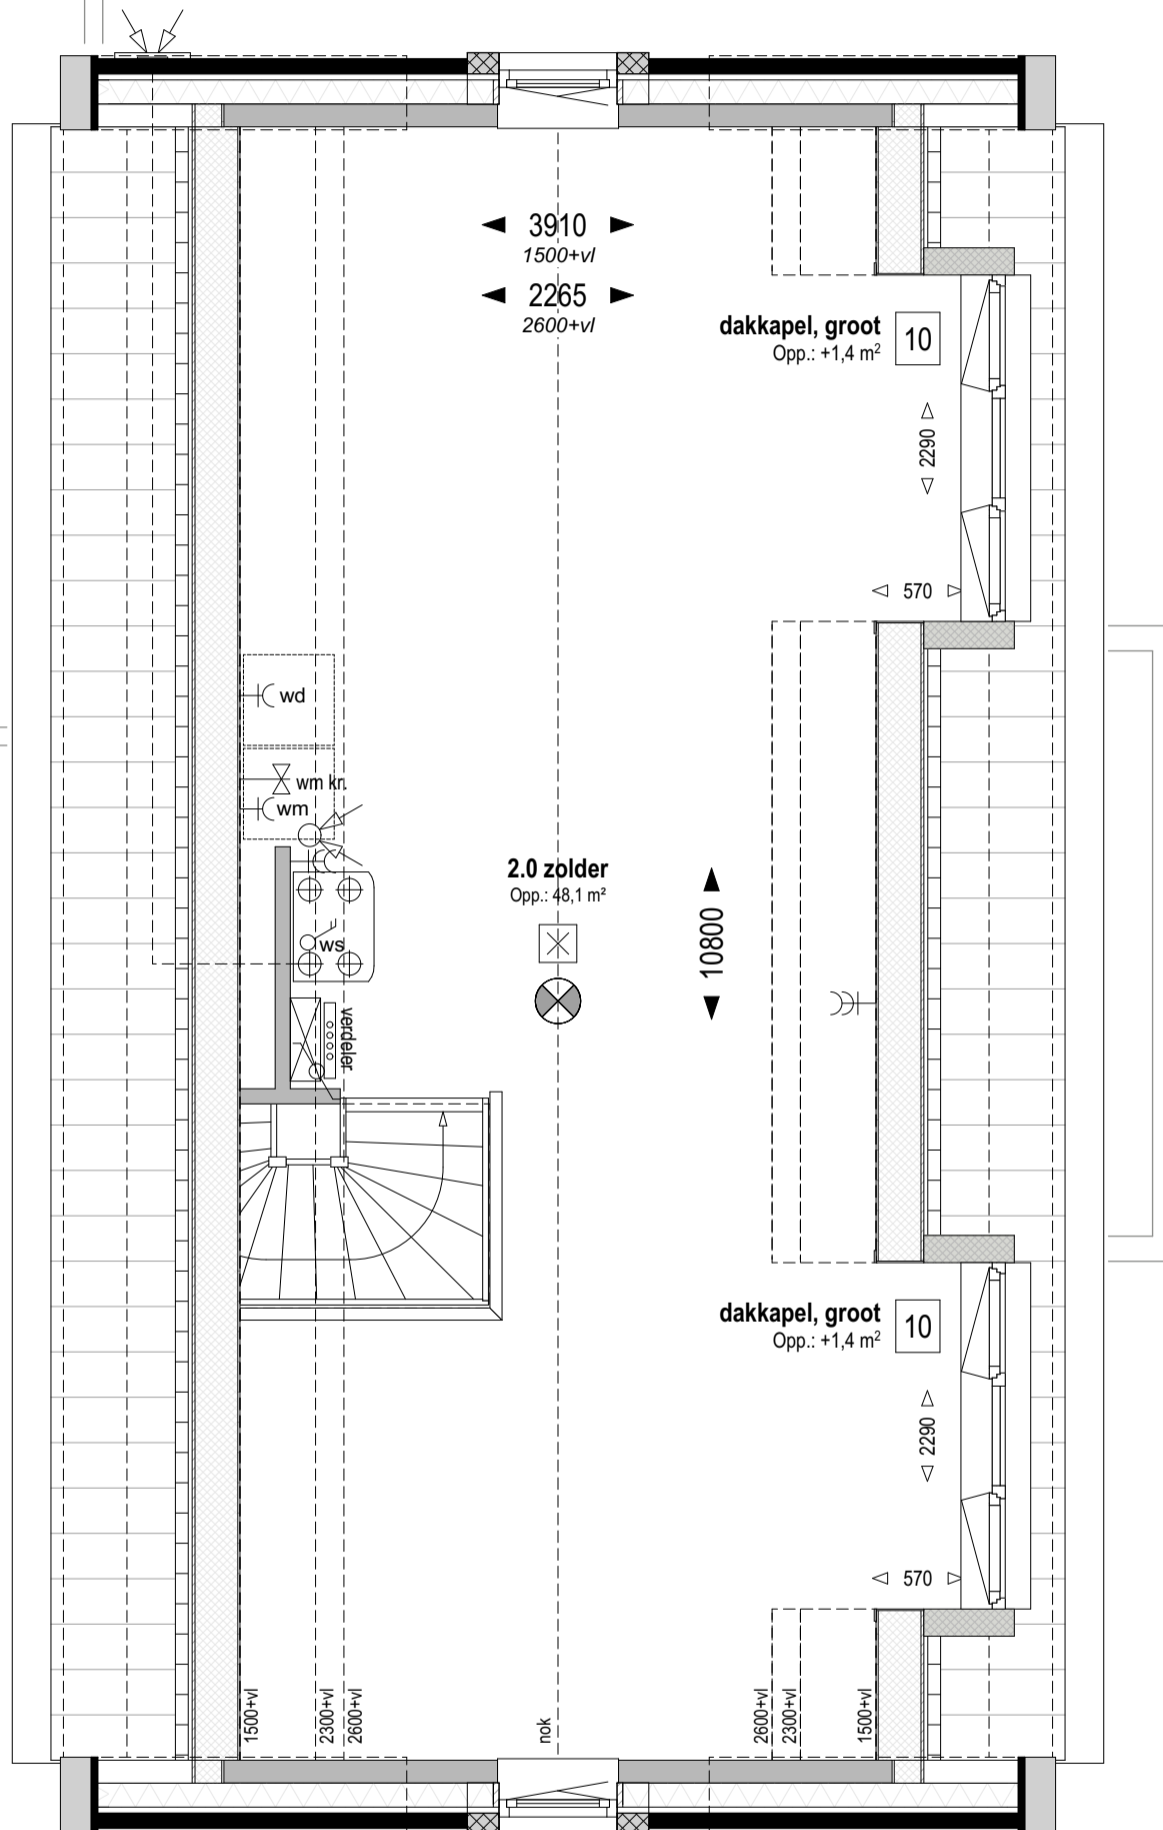 3910
1500+vl
2265
2600+vl
dakkapel, groot
Opp.: +1,4 m²
10
2290
570
wd
wm kr.
wm
2.0 zolder
Opp.: 48,1 m²
10800
ws
verdeler
dakkapel, groot
Opp.: +1,4 m²
10
2290
570
1500+vl
2300+vl
2600+vl
nok
2600+vl
2300+vl
1500+vl